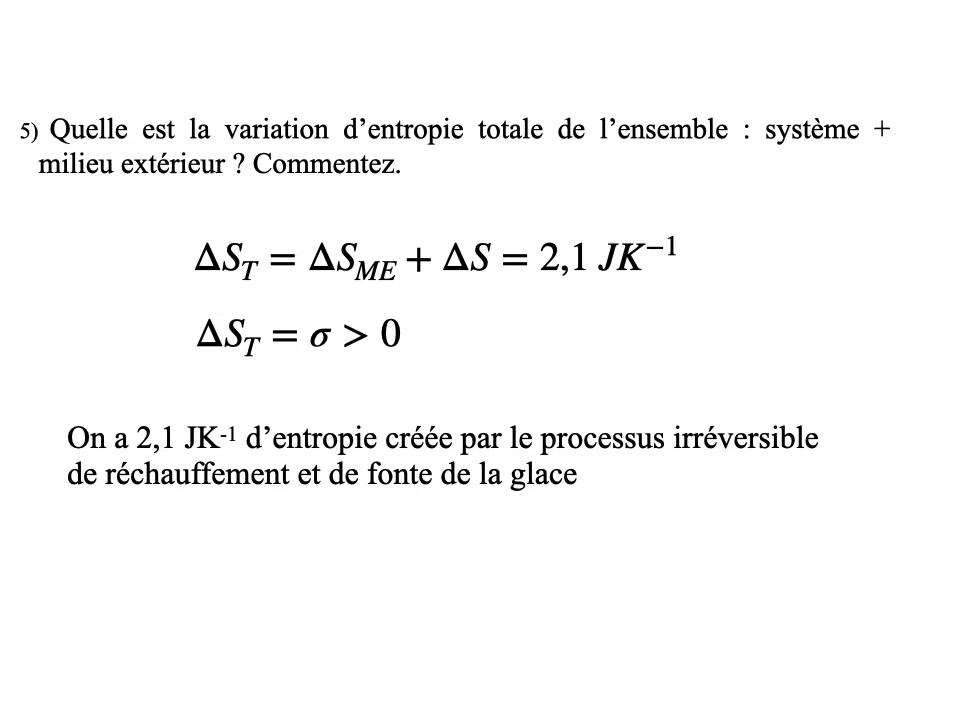 5) Quelle est la variation d’entropie totale de l’ensemble : système +
milieu extérieur ? Commentez.
ΔS_T = ΔS_ME + ΔS = 2,1 JK⁻¹
ΔS_T = σ > 0
On a 2,1 JK-1 d’entropie créée par le processus irréversible
de réchauffement et de fonte de la glace